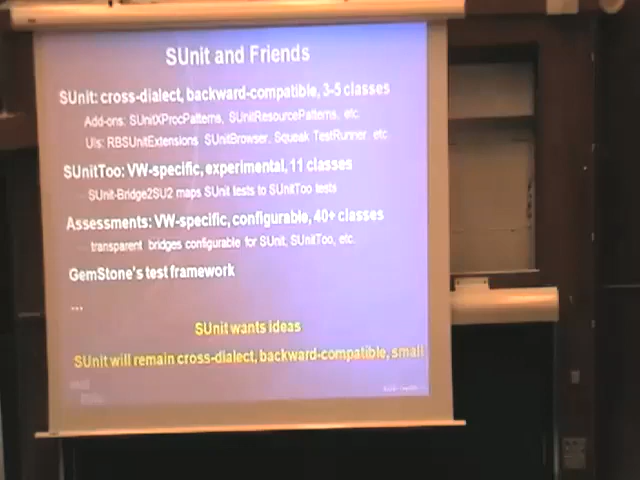 SUnit and Friends
SUnit: cross-dialect, backward-compatible, 3-5 classes
Add-ons: SUnitXProcPatterns, SUnitResourcePatterns, etc.
UIs: RBSUnitExtensions, SUnitBrowser, Squeak TestRunner, etc
SUnitToo: VW-specific, experimental, 11 classes
SUnit-Bridge2SU2 maps SUnit tests to SUnitToo tests
Assessments: VW-specific, configurable, 40+ classes
transparent bridges configurable for SUnit, SUnitToo, etc.
GemStone's test framework
...
SUnit wants ideas
SUnit will remain cross-dialect, backward-compatible, small